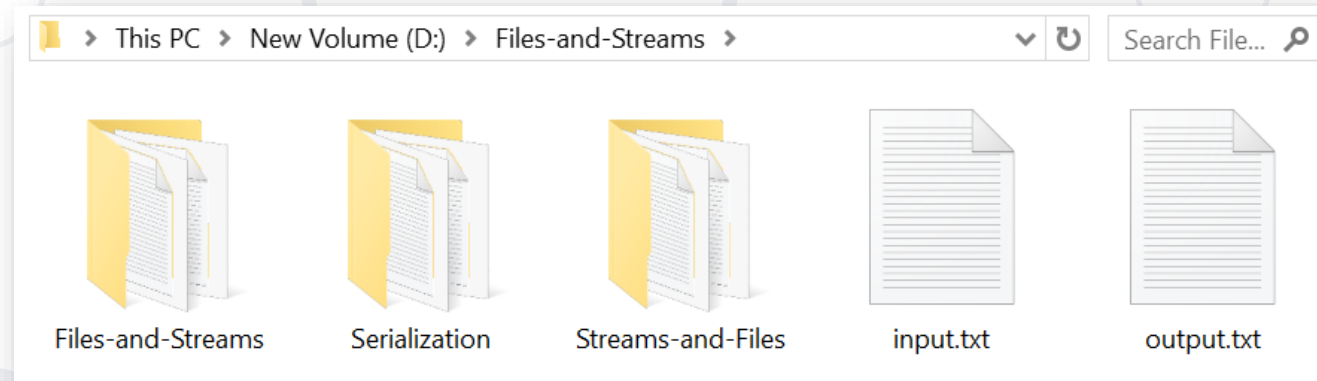 This PC > New Volume (D:) > Files-and-Streams >
Search File...
Files-and-Streams
Serialization
Streams-and-Files
input.txt
output.txt